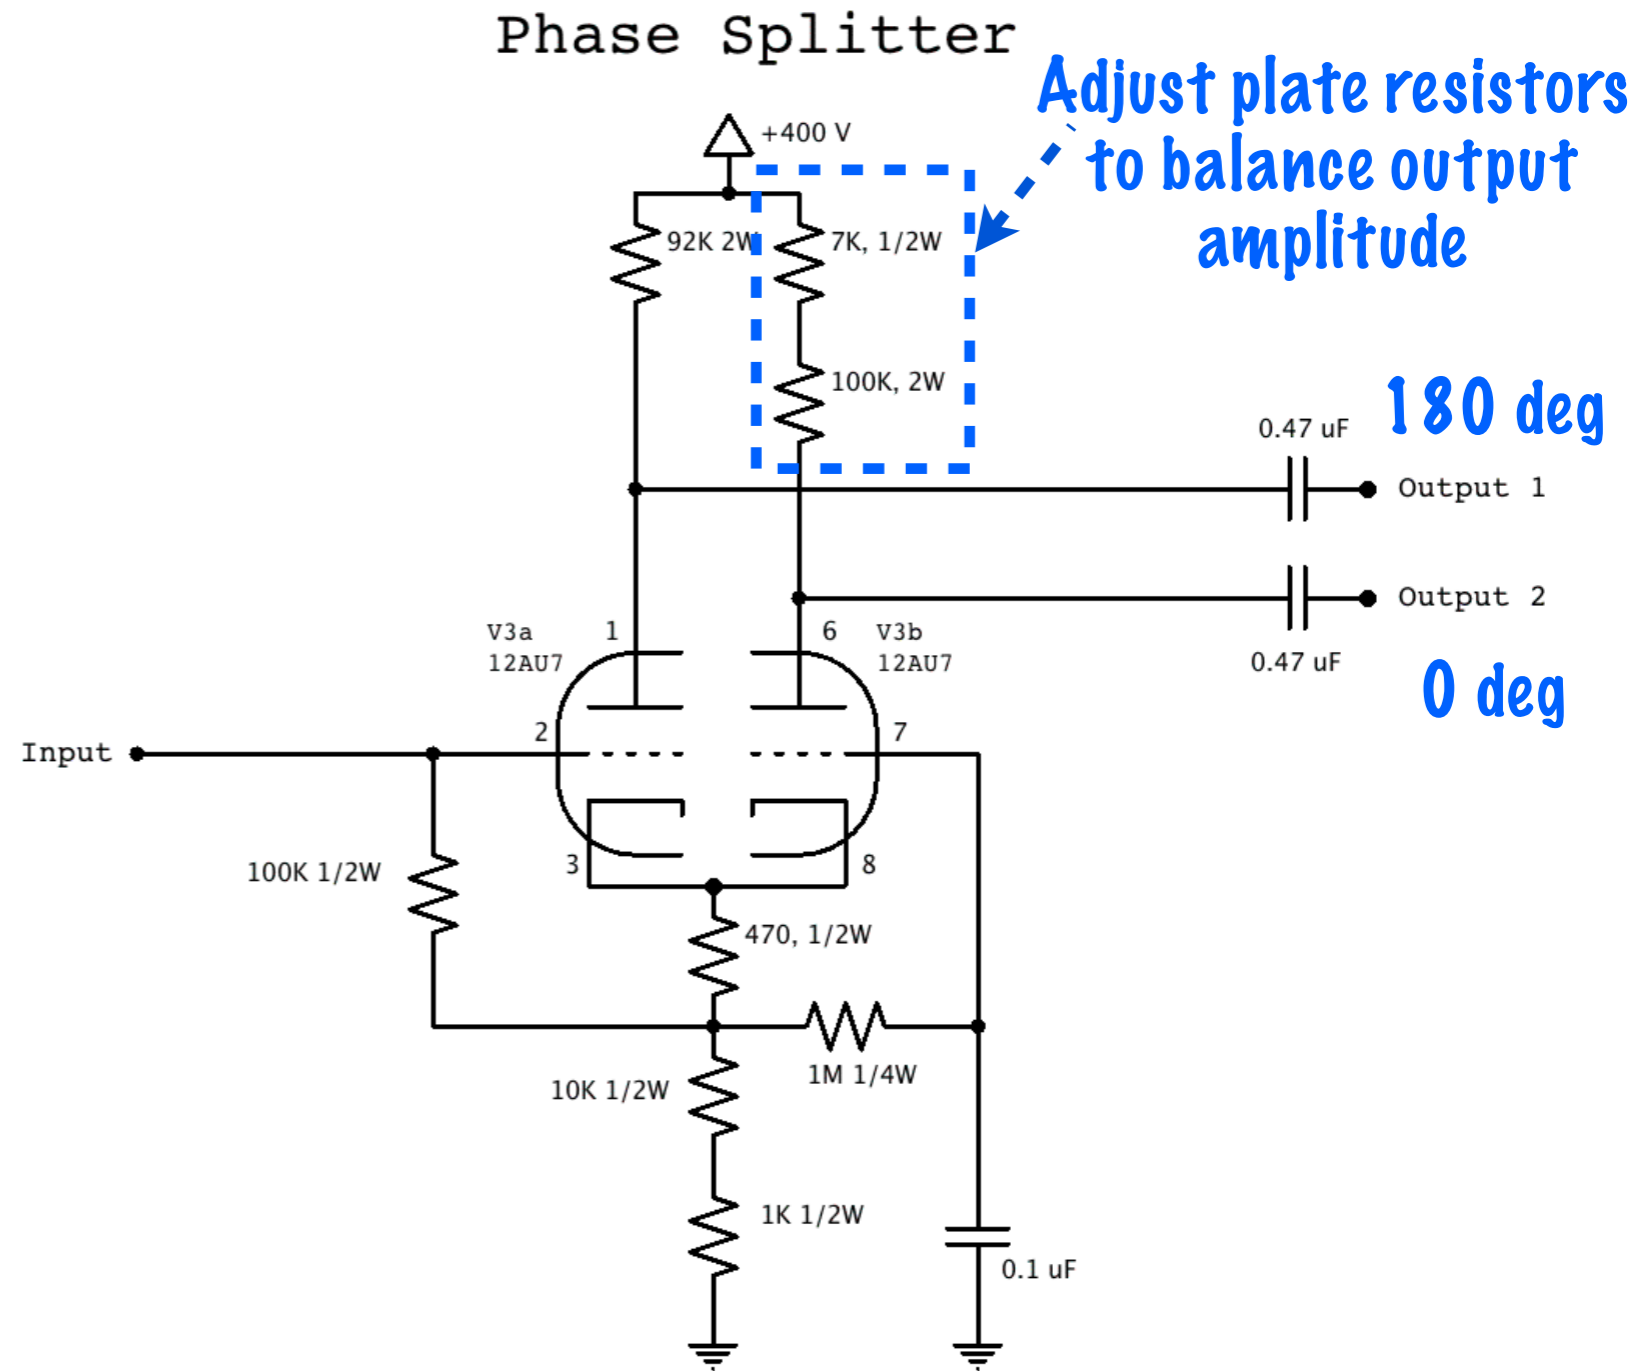 Phase Splitter
Adjust plate resistors
to balance output
amplitude
+400 V
92K 2W
7K, 1/2W
100K, 2W
180 deg
0.47 uF
Output 1
Output 2
0.47 uF
0 deg
V3a
12AU7
1
6
V3b
12AU7
2
7
Input
3
8
100K 1/2W
470, 1/2W
1M 1/4W
10K 1/2W
1K 1/2W
0.1 uF